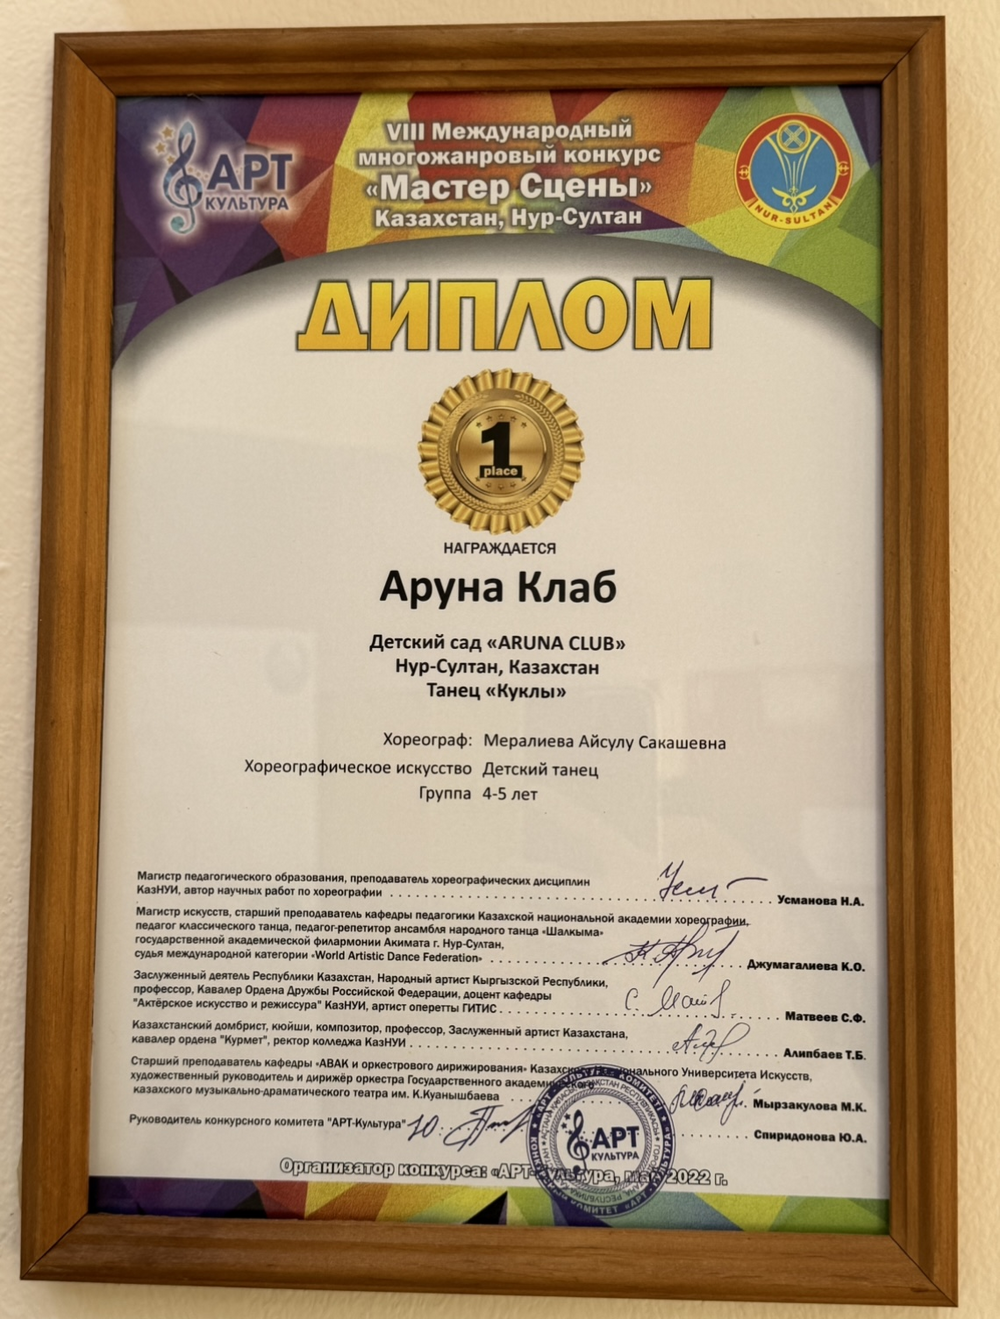 АРТ
КУЛЬТУРА
VIII Международный
многожанровый конкурс
«Мастер Сцены»
Казахстан, Нур-Султан
NUR-SULTAN
ДИПЛОМ
1
place
НАГРАЖДАЕТСЯ
Аруна Клаб
Детский сад «ARUNA CLUB»
Нур-Султан, Казахстан
Танец «Куклы»
Хореограф: Мералиева Айсулу Сакашевна
Хореографическое искусство Детский танец
Группа 4-5 лет
Магистр педагогического образования, преподаватель хореографических дисциплин
КазНУИ, автор научных работ по хореографии Усманова Н.А.
Магистр искусств, старший преподаватель кафедры педагогики Казахской национальной академии хореографии,
педагог классического танца, педагог-репетитор ансамбля народного танца «Шалкыма»
государственной академической филармонии Акимата г. Нур-Султан,
судья международной категории «World Artistic Dance Federation» Джумагалиева К.О.
Заслуженный деятель Республики Казахстан, Народный артист Кыргызской Республики,
профессор, Кавалер Ордена Дружбы Российской Федерации, доцент кафедры
"Актёрское искусство и режиссура" КазНУИ, артист оперетты ГИТИС Матвеев С.Ф.
Казахстанский домбрист, кюйши, композитор, профессор, Заслуженный артист Казахстана,
кавалер ордена "Курмет", ректор колледжа КазНУИ Алипбаев Т.Б.
Старший преподаватель кафедры «АВАК и оркестрового дирижирования» Университета Искусств,
художественный руководитель и дирижёр оркестра Государственного академического
казахского музыкально-драматического театра им. К.Куанышбаева Мырзакулова М.К.
Руководитель конкурсного комитета "АРТ-Культура" Спиридонова Ю.А.
АРТ
КУЛЬТУРА
Организатор конкурса: «АРТ-Культура, май 2022 г.